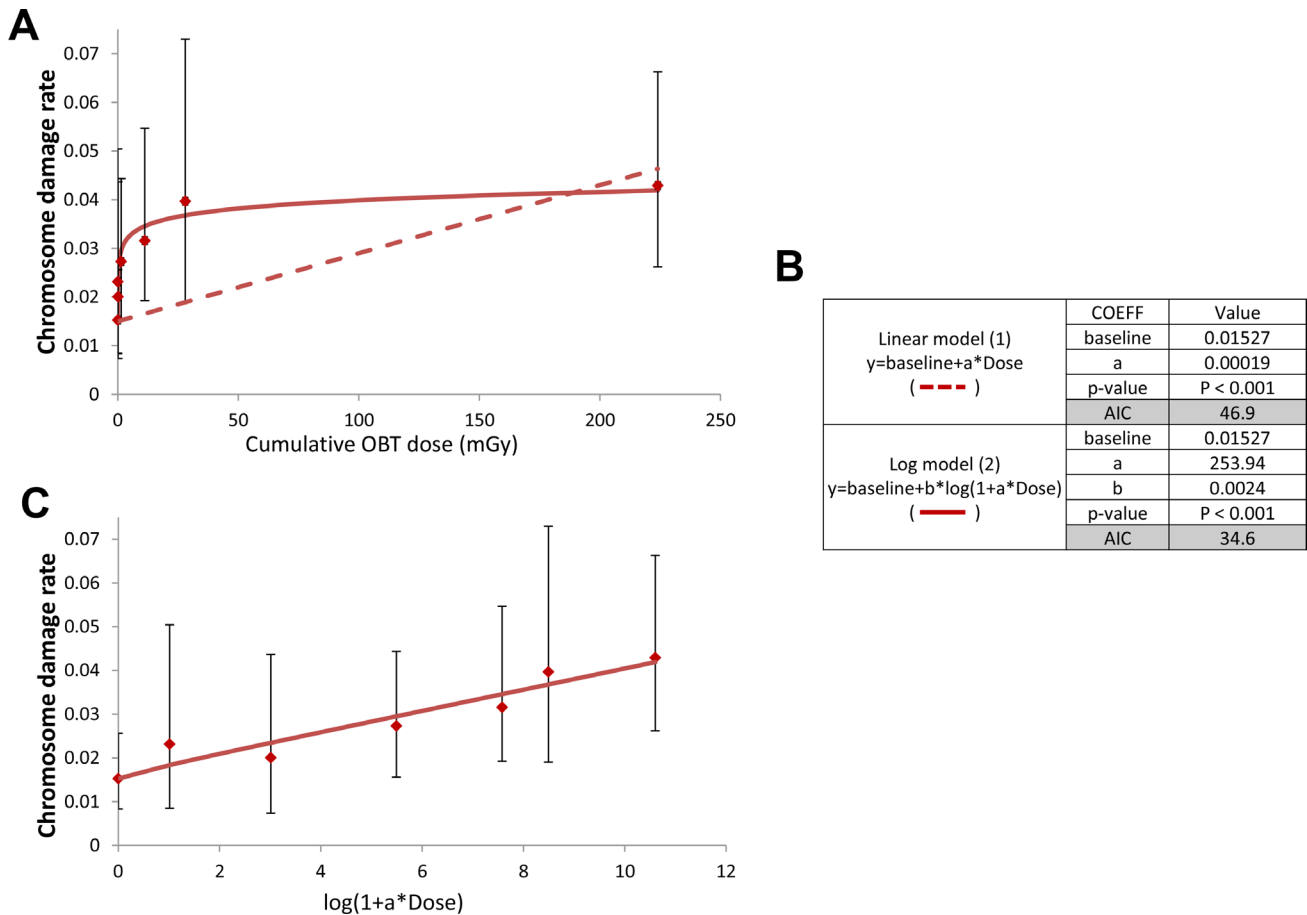 A
Chromosome damage rate
0.07
0.06
0.05
0.04
0.03
0.02
0.01
0
0 50 100 150 200 250
Cumulative OBT dose (mGy)
B
COEFF Value
Linear model (1)
y=baseline+a*Dose
( )
baseline 0.01527
a 0.00019
p-value P < 0.001
AIC 46.9
Log model (2)
y=baseline+b*log(1+a*Dose)
( )
baseline 0.01527
a 253.94
b 0.0024
p-value P < 0.001
AIC 34.6
C
Chromosome damage rate
0.07
0.06
0.05
0.04
0.03
0.02
0.01
0
0 2 4 6 8 10 12
log(1+a*Dose)